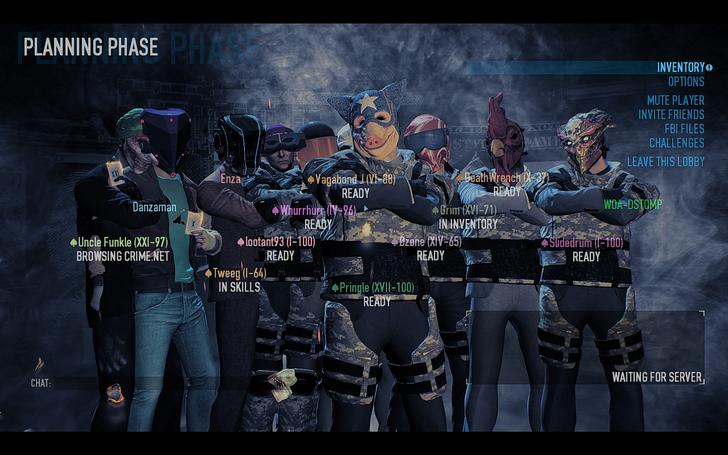 PLANNING PHASE
INVENTORY
OPTIONS
MUTE PLAYER
INVITE FRIENDS
FBI FILES
CHALLENGES
LEAVE THIS LOBBY
Enza
Vagabond J (VI-88)
READY
DeathWrench (X-37)
READY
Danzaman
Whurrhurr (IV-96)
READY
Grim (XVI-71)
IN INVENTORY
WOA-DSTOMP
Uncle Funkle (XXI-97)
BROWSING CRIME.NET
lootant93 (I-100)
READY
Ozone (XIV-65)
READY
Slidedrum (I-100)
READY
Tweeg (I-64)
IN SKILLS
Pringle (XVII-100)
READY
CHAT:
WAITING FOR SERVER